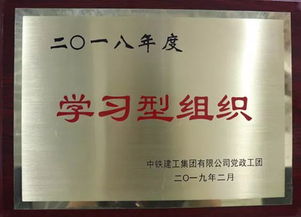 二〇一八年度
学习型组织
中铁建工集团有限公司党政工团
二〇一九年二月